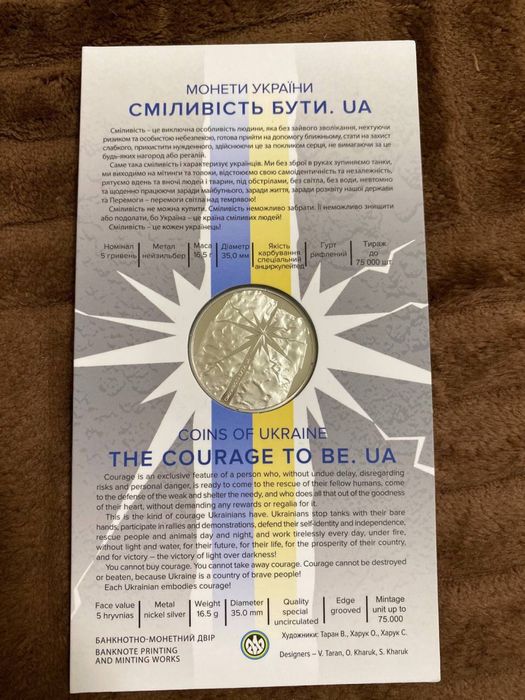 МОНЕТИ УКРАЇНИ
СМІЛИВІСТЬ БУТИ. UA
Сміливість – це виключна особливість людини, яка без зайвого зволікання, нехтуючи
ризиком та особистою небезпекою, готова прийти на допомогу ближньому, стати на захист
слабкого, прихистити нужденного, здійснюючи це за покликом серця, не вимагаючи за це
будь-яких нагород або регалій.
Саме така сміливість і характеризує українців. Ми без зброї в руках зупиняємо танки,
ми виходимо на мітинги та толоки, відстоюємо свою самоідентичність та незалежність,
рятуємо вдень та вночі людей і тварин, під обстрілами, без світла, без води, невтомно
та щоденно працюючи заради майбутнього, заради життя, заради розвитку нашої держави
та Перемоги – перемоги світла над темрявою!
Сміливість не можна купити. Сміливість неможливо забрати. Її неможливо знищити
або подолати, бо Україна – це країна сміливих людей!
Сміливість – це кожен українець!
Номінал Метал Маса Діаметр Якість Гурт Тираж
5 гривень нейзильбер 16,5 г 35,0 мм карбування рифлений до
спеціальний 75 000 шт.
анциркулейтед
COINS OF UKRAINE
THE COURAGE TO BE. UA
Courage is an exclusive feature of a person who, without undue delay, disregarding
risks and personal danger, is ready to come to the rescue of their fellow humans, come
to the defense of the weak and shelter the needy, and who does all that out of the goodness
of their heart, without demanding any rewards or regalia for it.
This is the kind of courage Ukrainians have. Ukrainians stop tanks with their bare
hands, participate in rallies and demonstrations, defend their self-identity and independence,
rescue people and animals day and night, and work tirelessly every day, under fire,
without light and water, for their future, for their life, for the prosperity of their country,
and for victory – the victory of light over darkness!
You cannot buy courage. You cannot take away courage. Courage cannot be destroyed
or beaten, because Ukraine is a country of brave people!
Each Ukrainian embodies courage!
Face value Metal Weight Diameter Quality Edge Mintage
5 hryvnias nickel silver 16.5 g 35.0 mm special grooved unit up to
uncirculated 75.000
БАНКНОТНО-МОНЕТНИЙ ДВІР
BANKNOTE PRINTING
AND MINTING WORKS
Художники: Таран В., Харук О., Харук С.
Designers – V. Taran, O. Kharuk, S. Kharuk